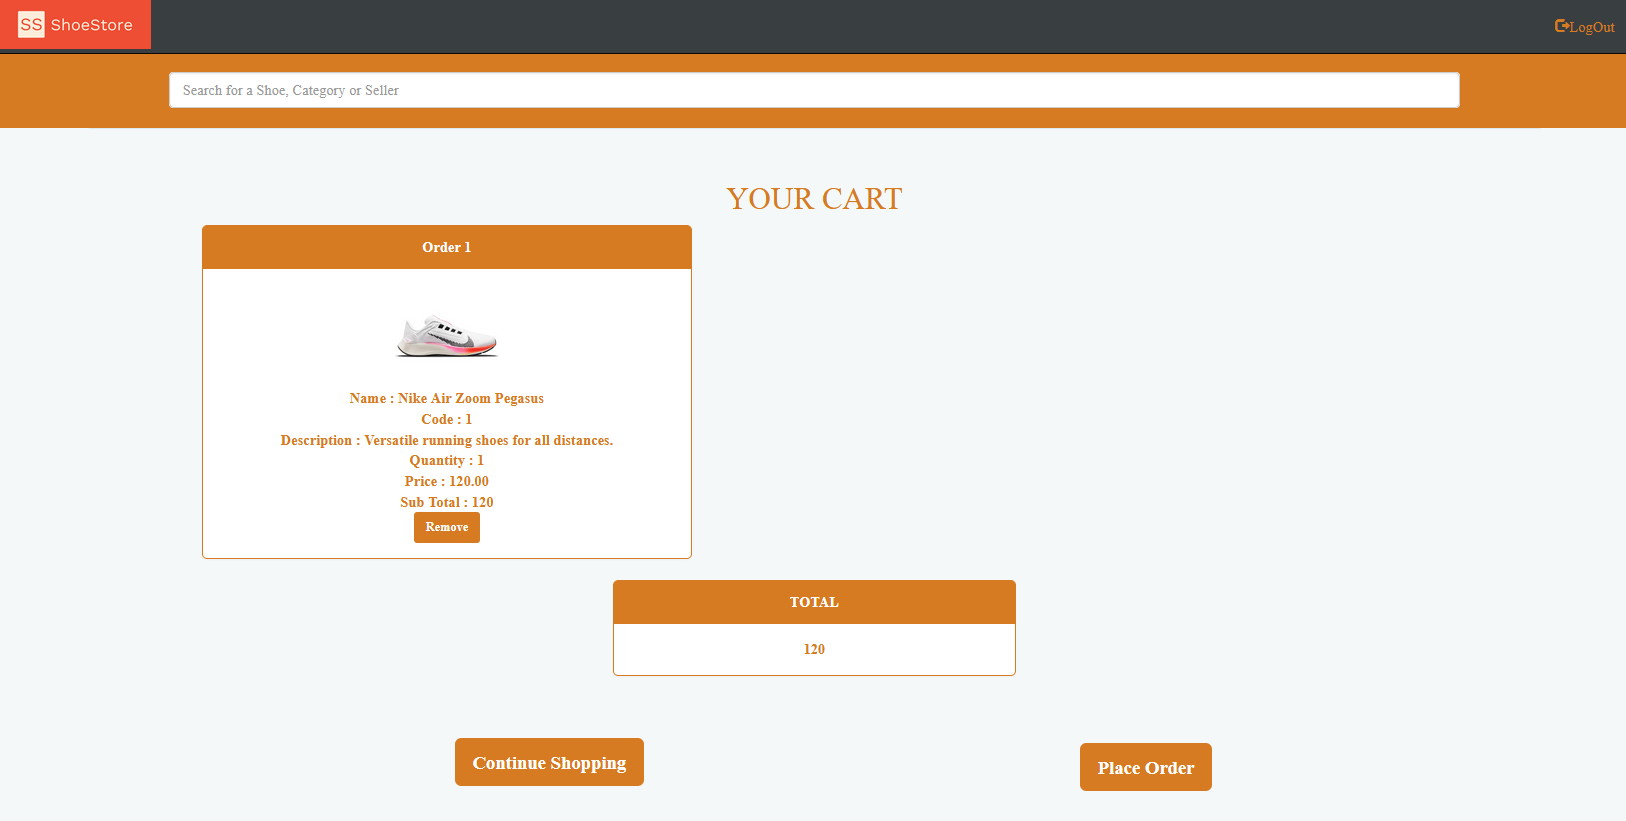 SS ShoeStore
LogOut
Search for a Shoe, Category or Seller
YOUR CART
Order 1
Name : Nike Air Zoom Pegasus
Code : 1
Description : Versatile running shoes for all distances.
Quantity : 1
Price : 120.00
Sub Total : 120
Remove
TOTAL
120
Continue Shopping
Place Order